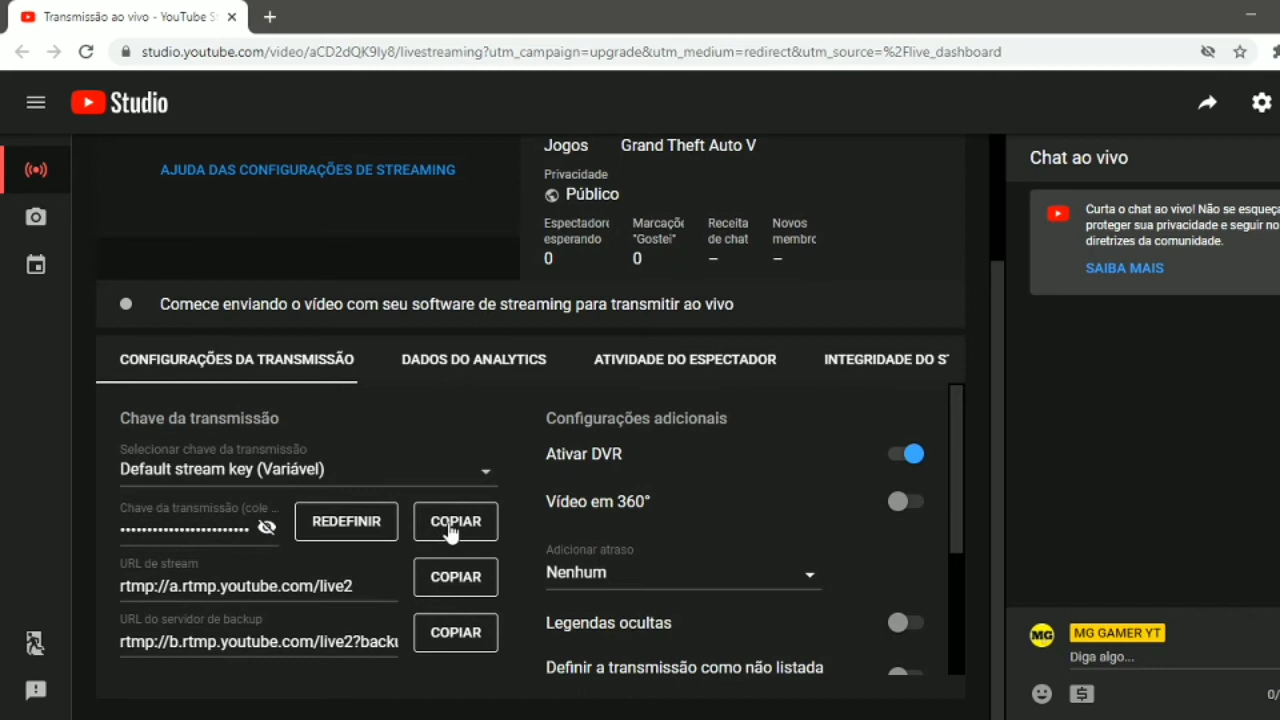 Transmissão ao vivo - YouTube S
studio.youtube.com/video/aCD2dQK9Iy8/livestreaming?utm_campaign=upgrade&utm_medium=redirect&utm_source=%2Flive_dashboard
Studio
AJUDA DAS CONFIGURAÇÕES DE STREAMING
Jogos Grand Theft Auto V
Privacidade
Público
Espectadore
esperando
0
Marcaçõe
"Gostei"
0
Receita
de chat
–
Novos
membrc
–
Comece enviando o vídeo com seu software de streaming para transmitir ao vivo
CONFIGURAÇÕES DA TRANSMISSÃO DADOS DO ANALYTICS ATIVIDADE DO ESPECTADOR INTEGRIDADE DO ST
Chave da transmissão
Selecionar chave da transmissão
Default stream key (Variável)
Chave da transmissão (cole ...
•••••••••••••••••••••••• REDEFINIR COPIAR
URL de stream
rtmp://a.rtmp.youtube.com/live2 COPIAR
URL do servidor de backup
rtmp://b.rtmp.youtube.com/live2?backu COPIAR
Configurações adicionais
Ativar DVR
Vídeo em 360°
Adicionar atraso
Nenhum
Legendas ocultas
Definir a transmissão como não listada
Chat ao vivo
Curta o chat ao vivo! Não se esqueça
proteger sua privacidade e seguir no
diretrizes da comunidade.
SAIBA MAIS
MG MG GAMER YT
Diga algo...
0/